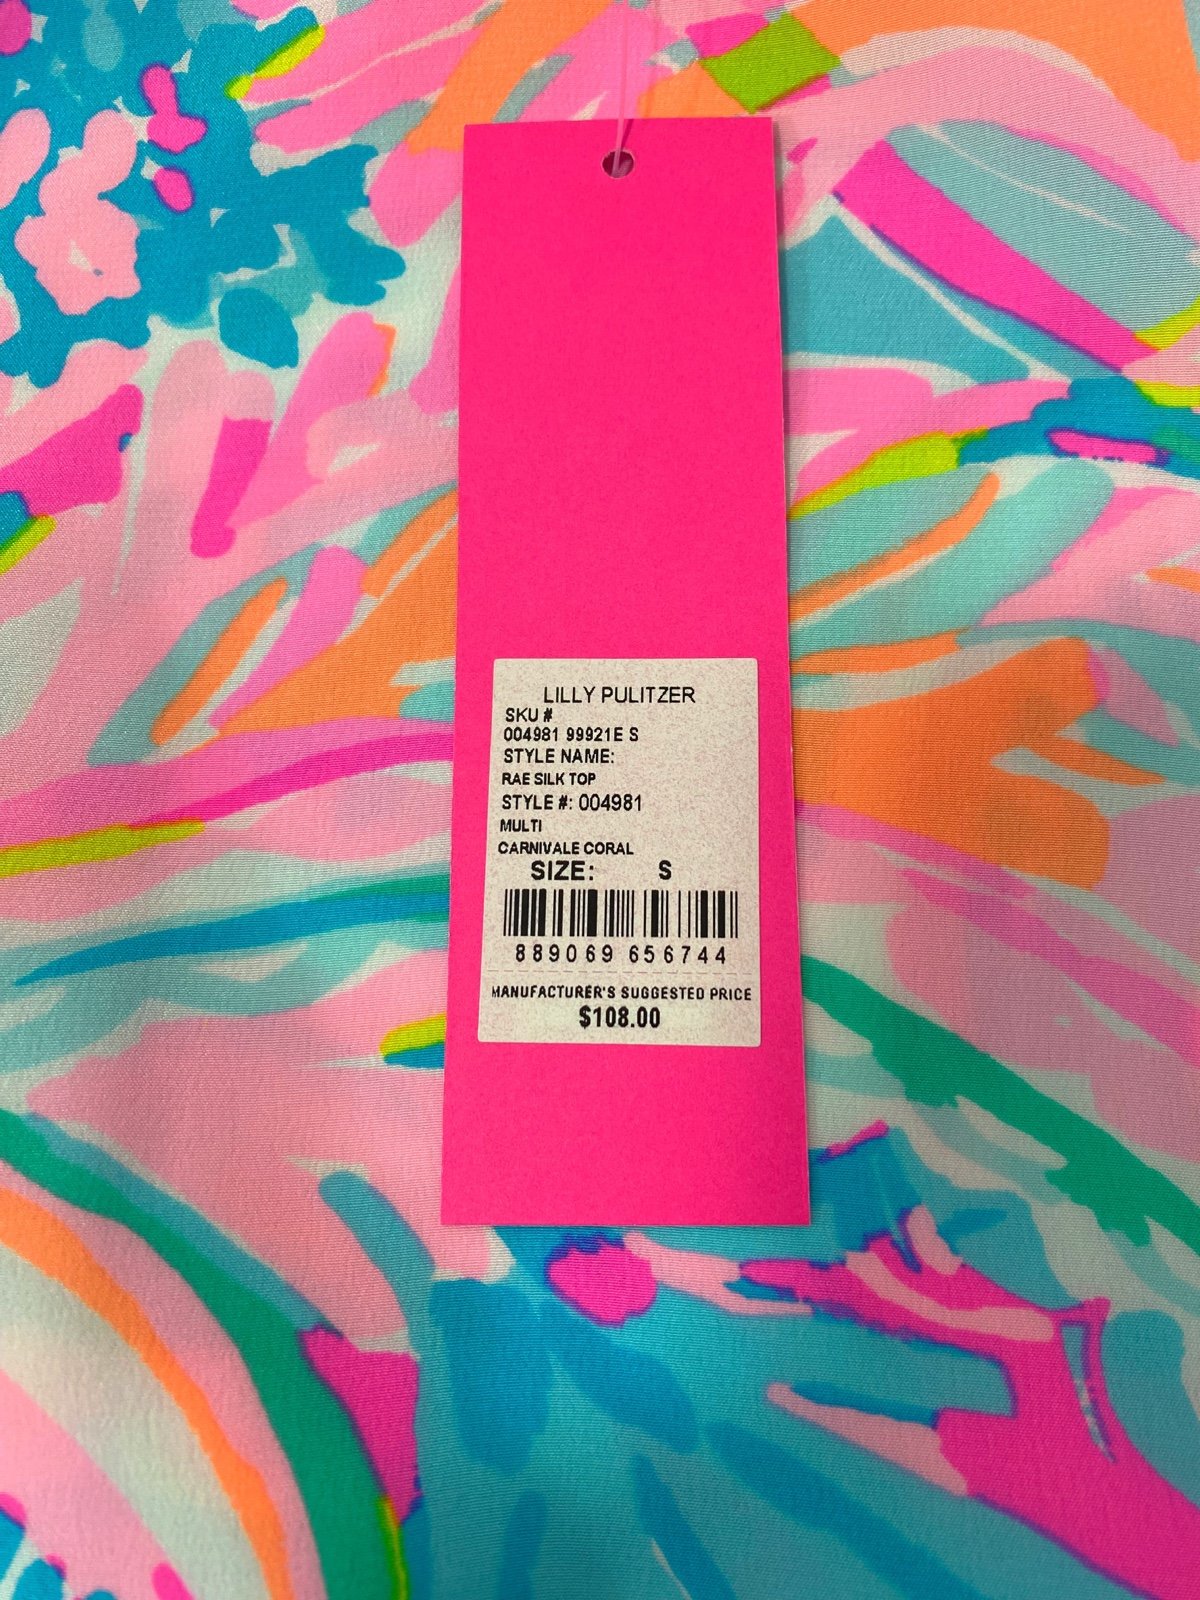 LILLY PULITZER
SKU #
004981 99921E S
STYLE NAME:
RAE SILK TOP
STYLE #: 004981
MULTI
CARNIVALE CORAL
SIZE: S
889069 656744
MANUFACTURER'S SUGGESTED PRICE
$108.00